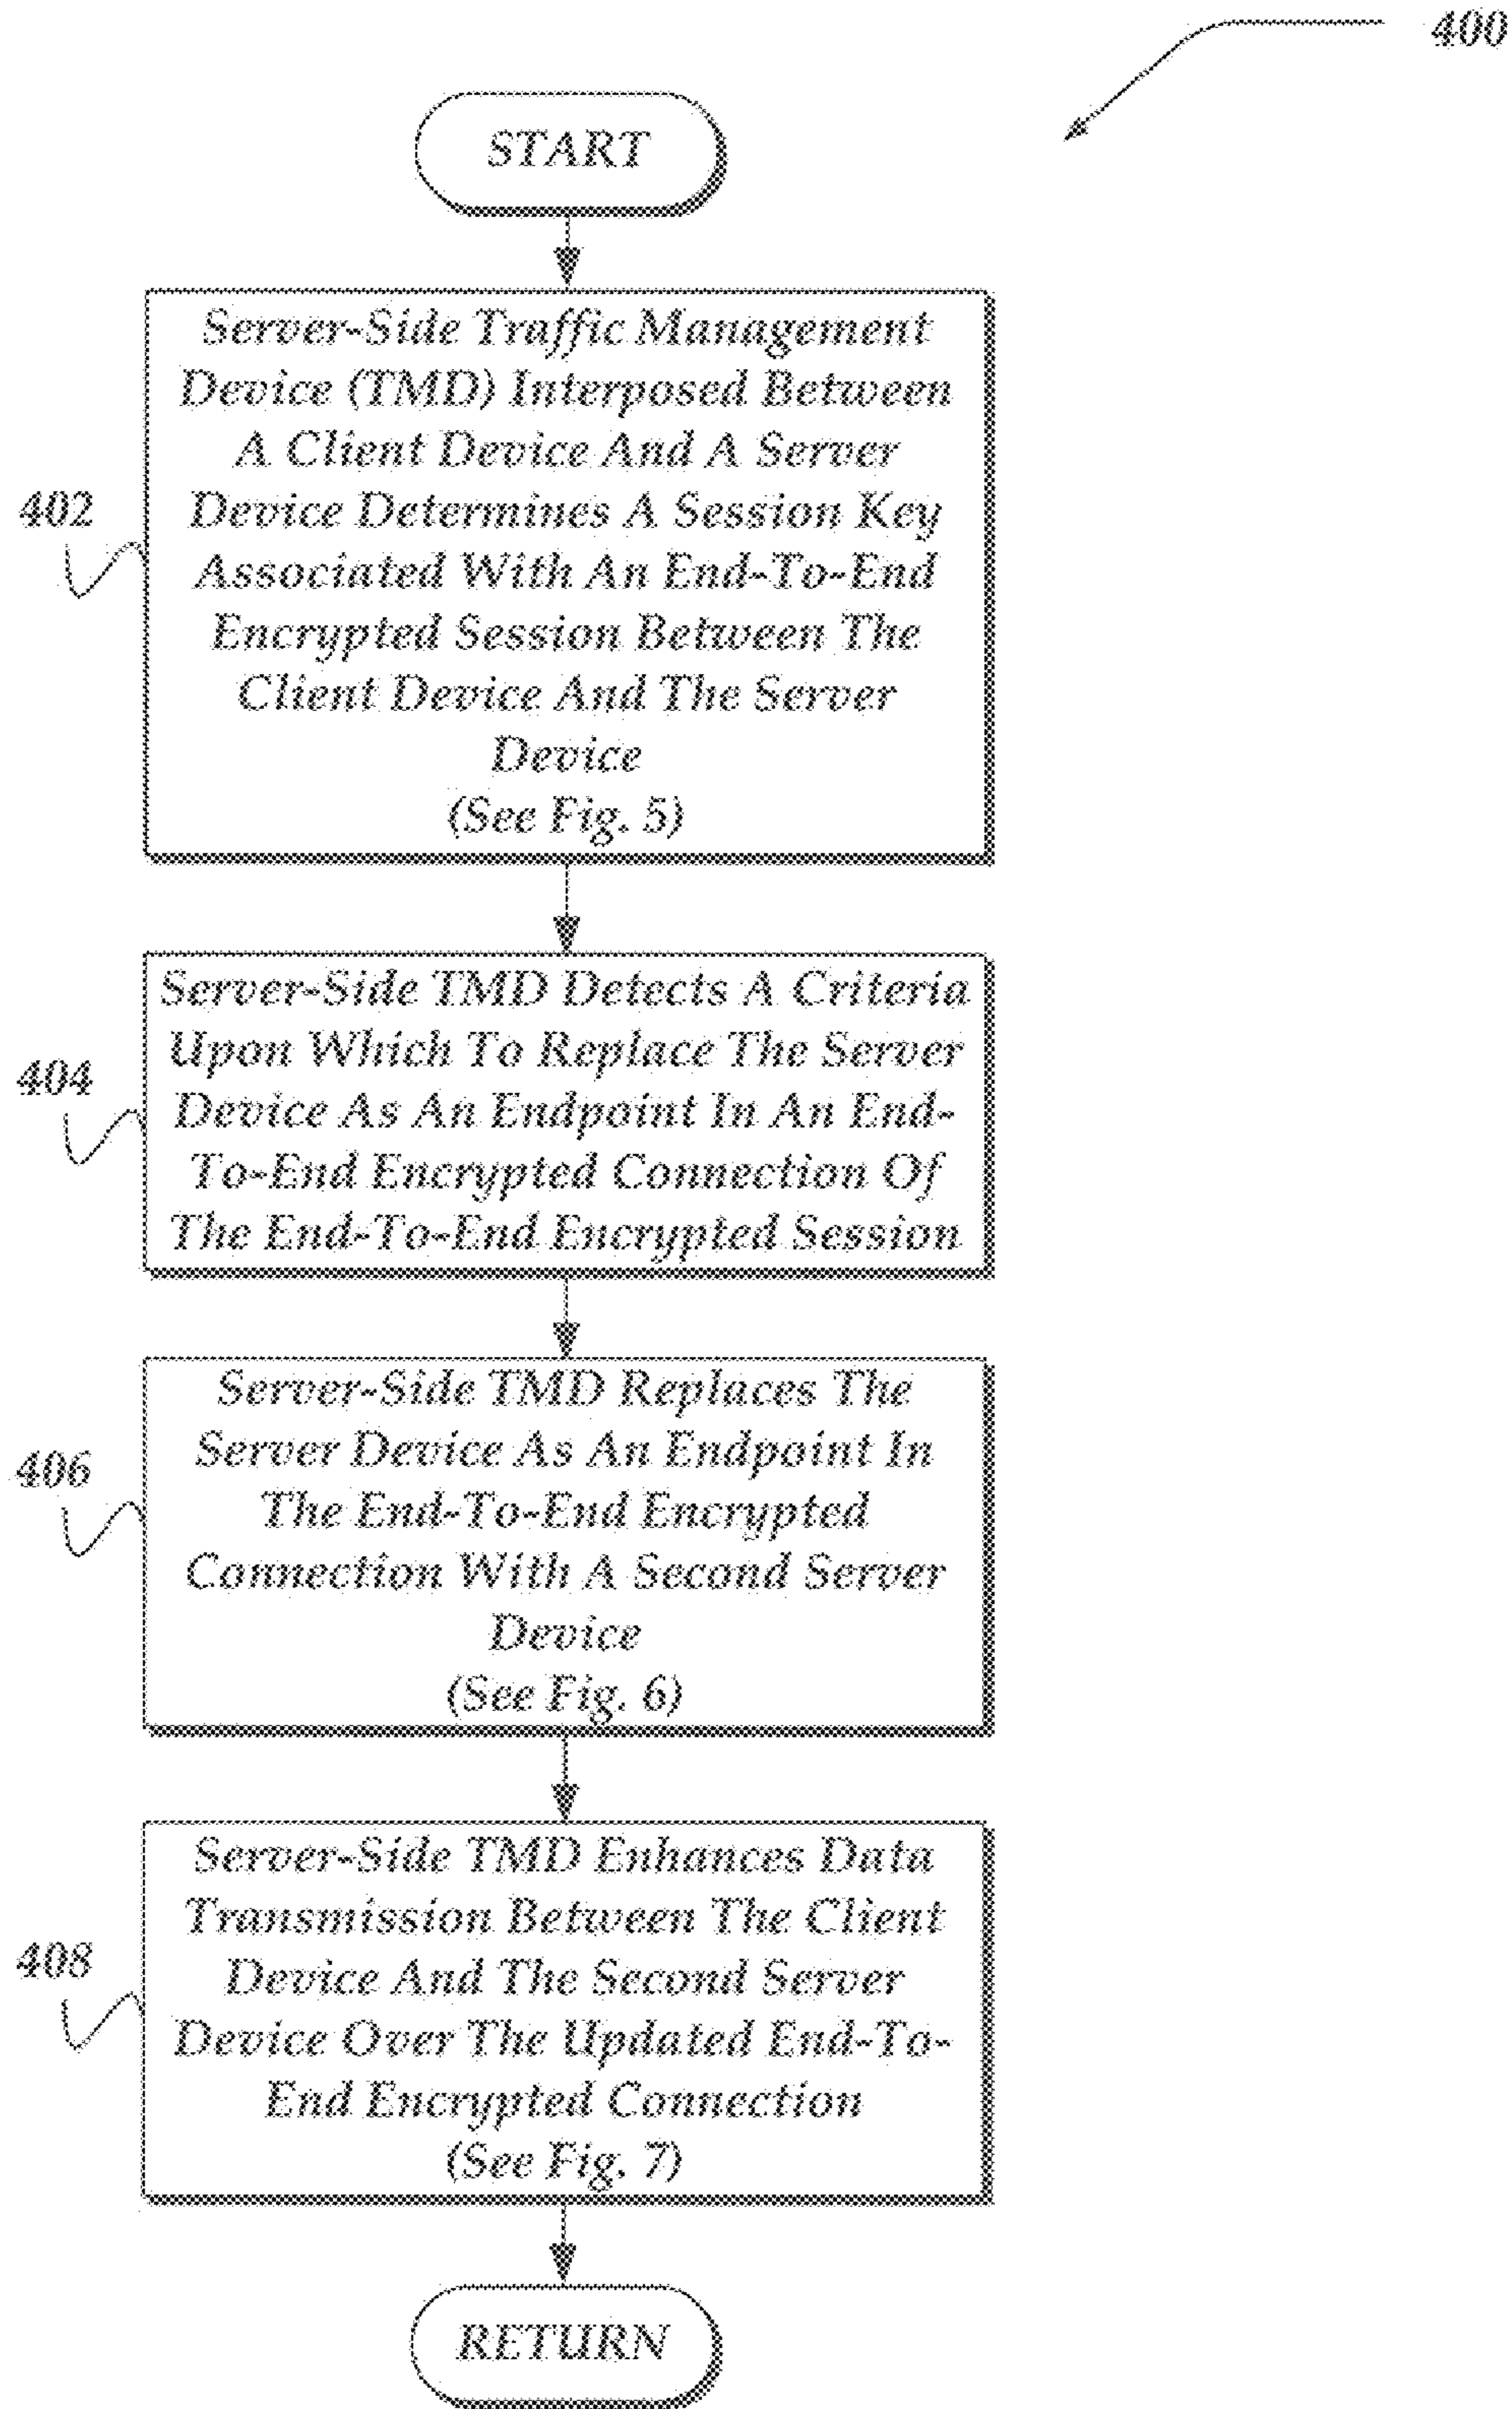 400
START
Server-Side Traffic Management
Device (TMD) Interposed Between
A Client Device And A Server
Device Determines A Session Key
Associated With An End-To-End
Encrypted Session Between The
Client Device And The Server
Device
(See Fig. 5)
402
Server-Side TMD Detects A Criteria
Upon Which To Replace The Server
Device As An Endpoint In An End-
To-End Encrypted Connection Of
The End-To-End Encrypted Session
404
Server-Side TMD Replaces The
Server Device As An Endpoint In
The End-To-End Encrypted
Connection With A Second Server
Device
(See Fig. 6)
406
Server-Side TMD Enhances Data
Transmission Between The Client
Device And The Second Server
Device Over The Updated End-To-
End Encrypted Connection
(See Fig. 7)
408
RETURN